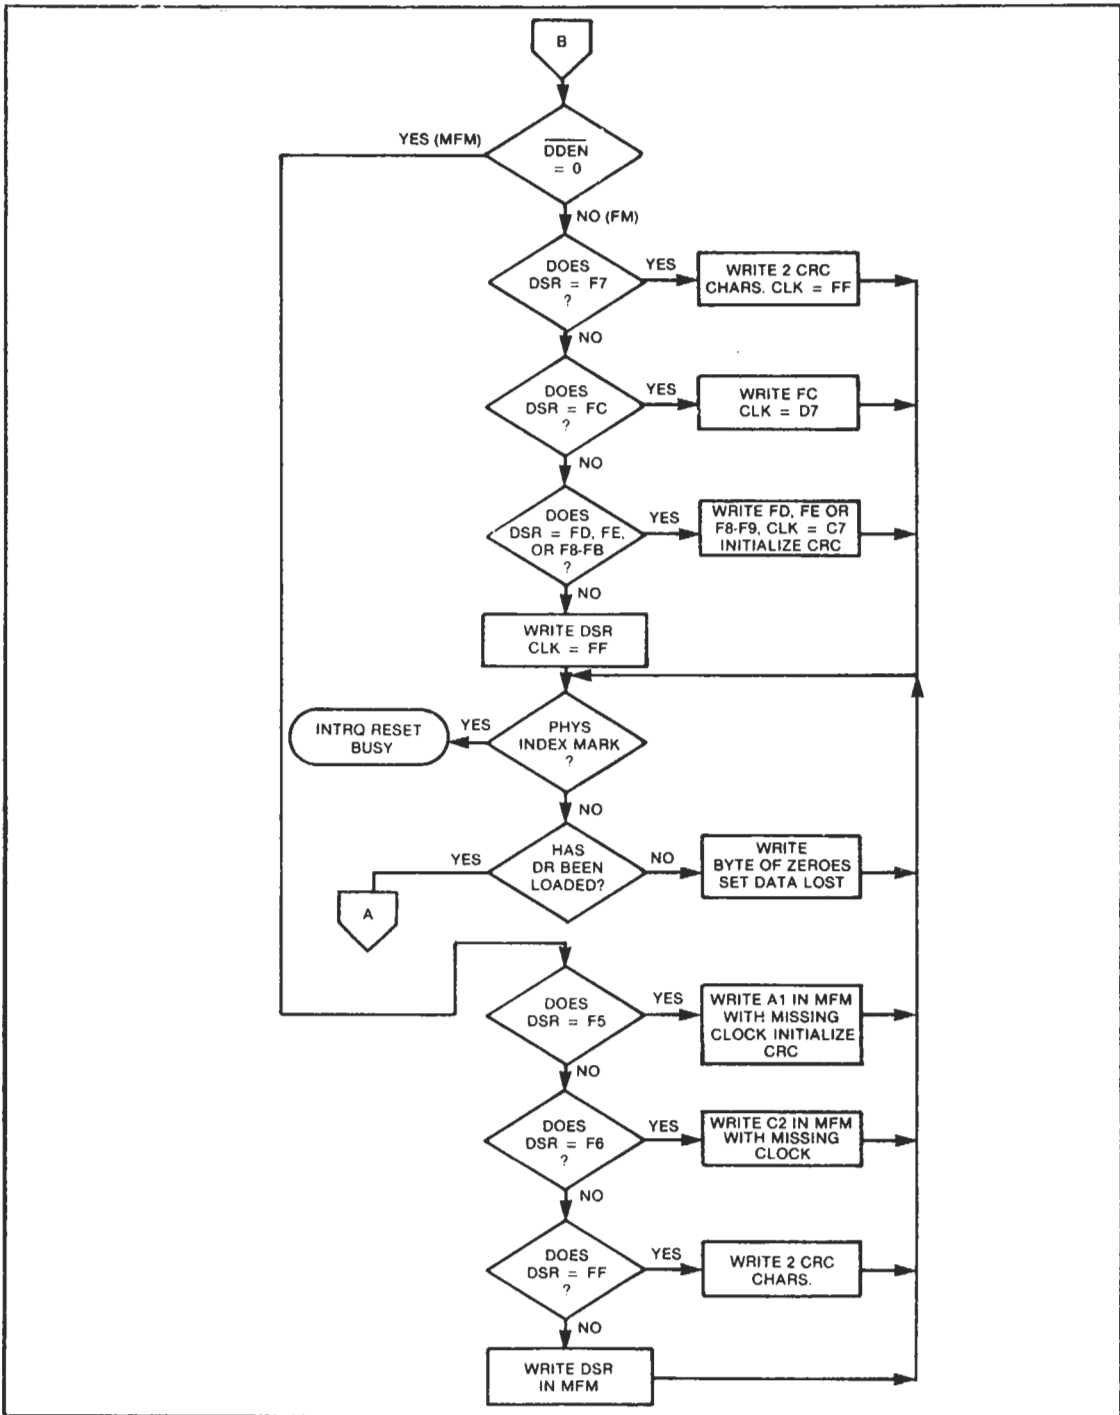 B
YES (MFM)
DDEN
= 0
NO (FM)
DOES
DSR = F7
?
YES
WRITE 2 CRC
CHARS. CLK = FF
NO
DOES
DSR = FC
?
YES
WRITE FC
CLK = D7
NO
DOES
DSR = FD, FE,
OR F8-FB
?
YES
WRITE FD, FE OR
F8-F9, CLK = C7
INITIALIZE CRC
NO
WRITE DSR
CLK = FF
PHYS
INDEX MARK
?
YES
INTRQ RESET
BUSY
NO
HAS
DR BEEN
LOADED?
YES
A
NO
WRITE
BYTE OF ZEROES
SET DATA LOST
DOES
DSR = F5
YES
WRITE A1 IN MFM
WITH MISSING
CLOCK INITIALIZE
CRC
NO
DOES
DSR = F6
?
YES
WRITE C2 IN MFM
WITH MISSING
CLOCK
NO
DOES
DSR = FF
?
YES
WRITE 2 CRC
CHARS.
NO
WRITE DSR
IN MFM